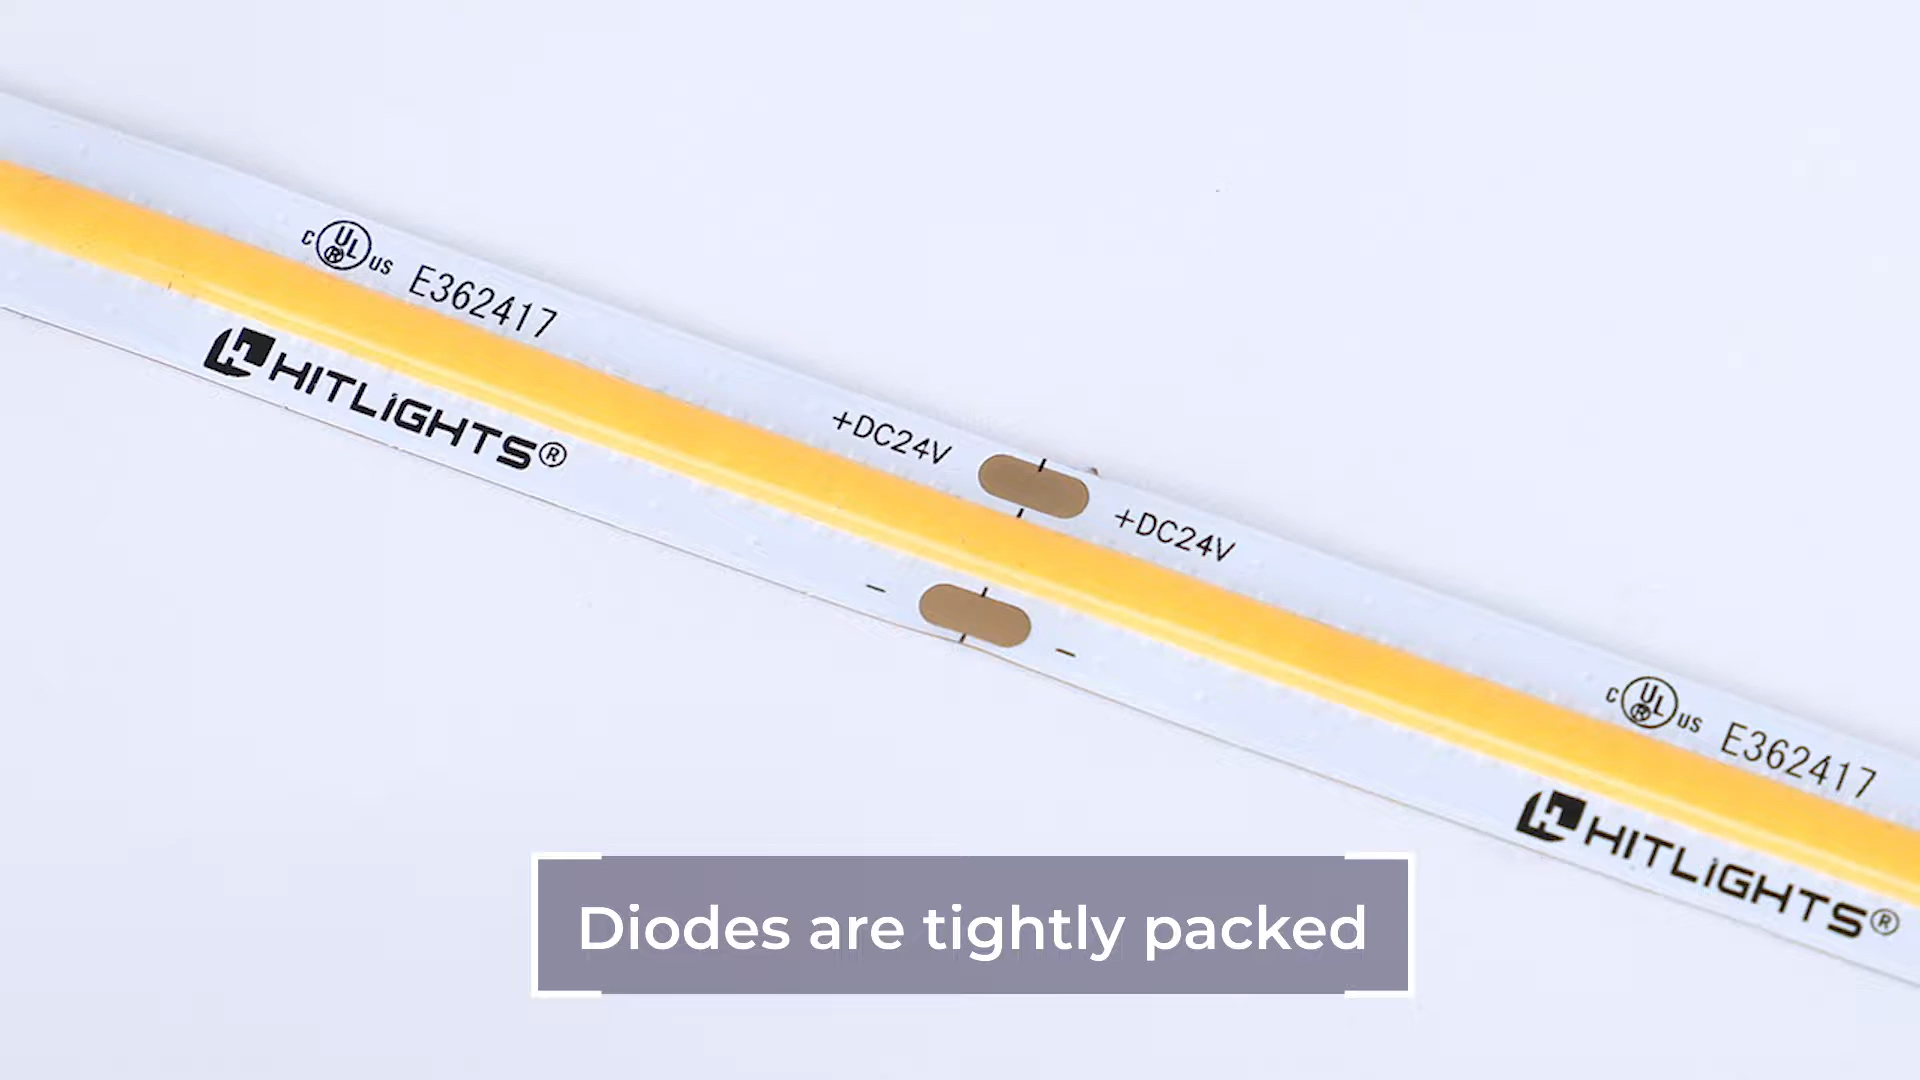 c UL® us E362417
HITLiGHTS®
+DC24V
+DC24V
–
–
c UL® us E362417
HITLiGHTS®
Diodes are tightly packed